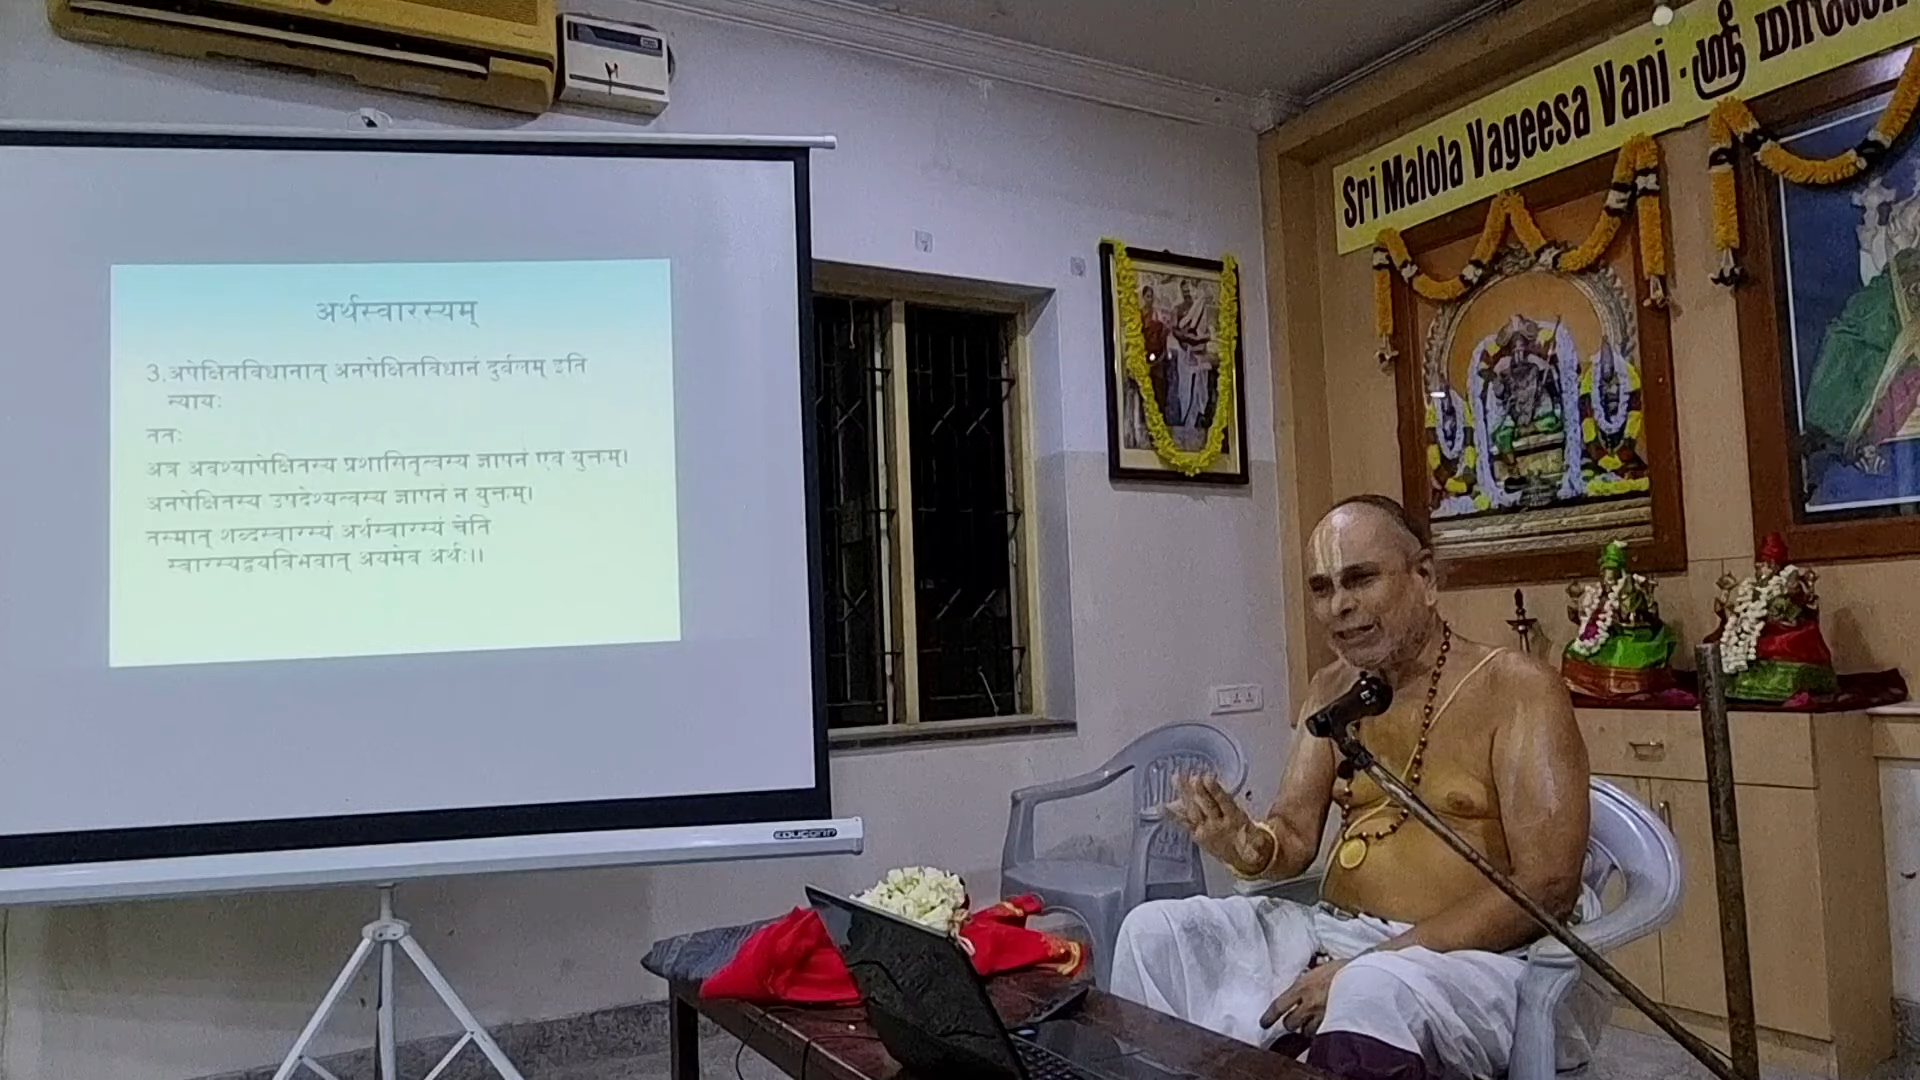 अर्थस्वारस्यम्
3.अपेक्षितविधानात् अनपेक्षितविधानं दुर्बलम् इति
न्यायः
ततः
अत्र अवश्यापेक्षितस्य प्रशासितृत्वस्य ज्ञापनं एव युक्तम्।
अनपेक्षितस्य उपदेश्यत्वस्य ज्ञापनं न युक्तम्।
तस्मात् शब्दस्वारस्यं अर्थस्वारस्यं चेति
स्वारस्यद्वयविभवात् अयमेव अर्थः।।
EDUCONN
Sri Malola Vageesa Vani - ஸ்ரீ